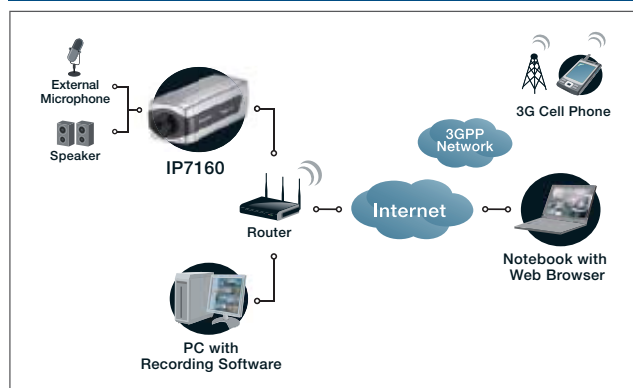 External
Microphone
Speaker
IP7160
3G Cell Phone
3GPP
Network
Internet
Router
Notebook with
Web Browser
PC with
Recording Software